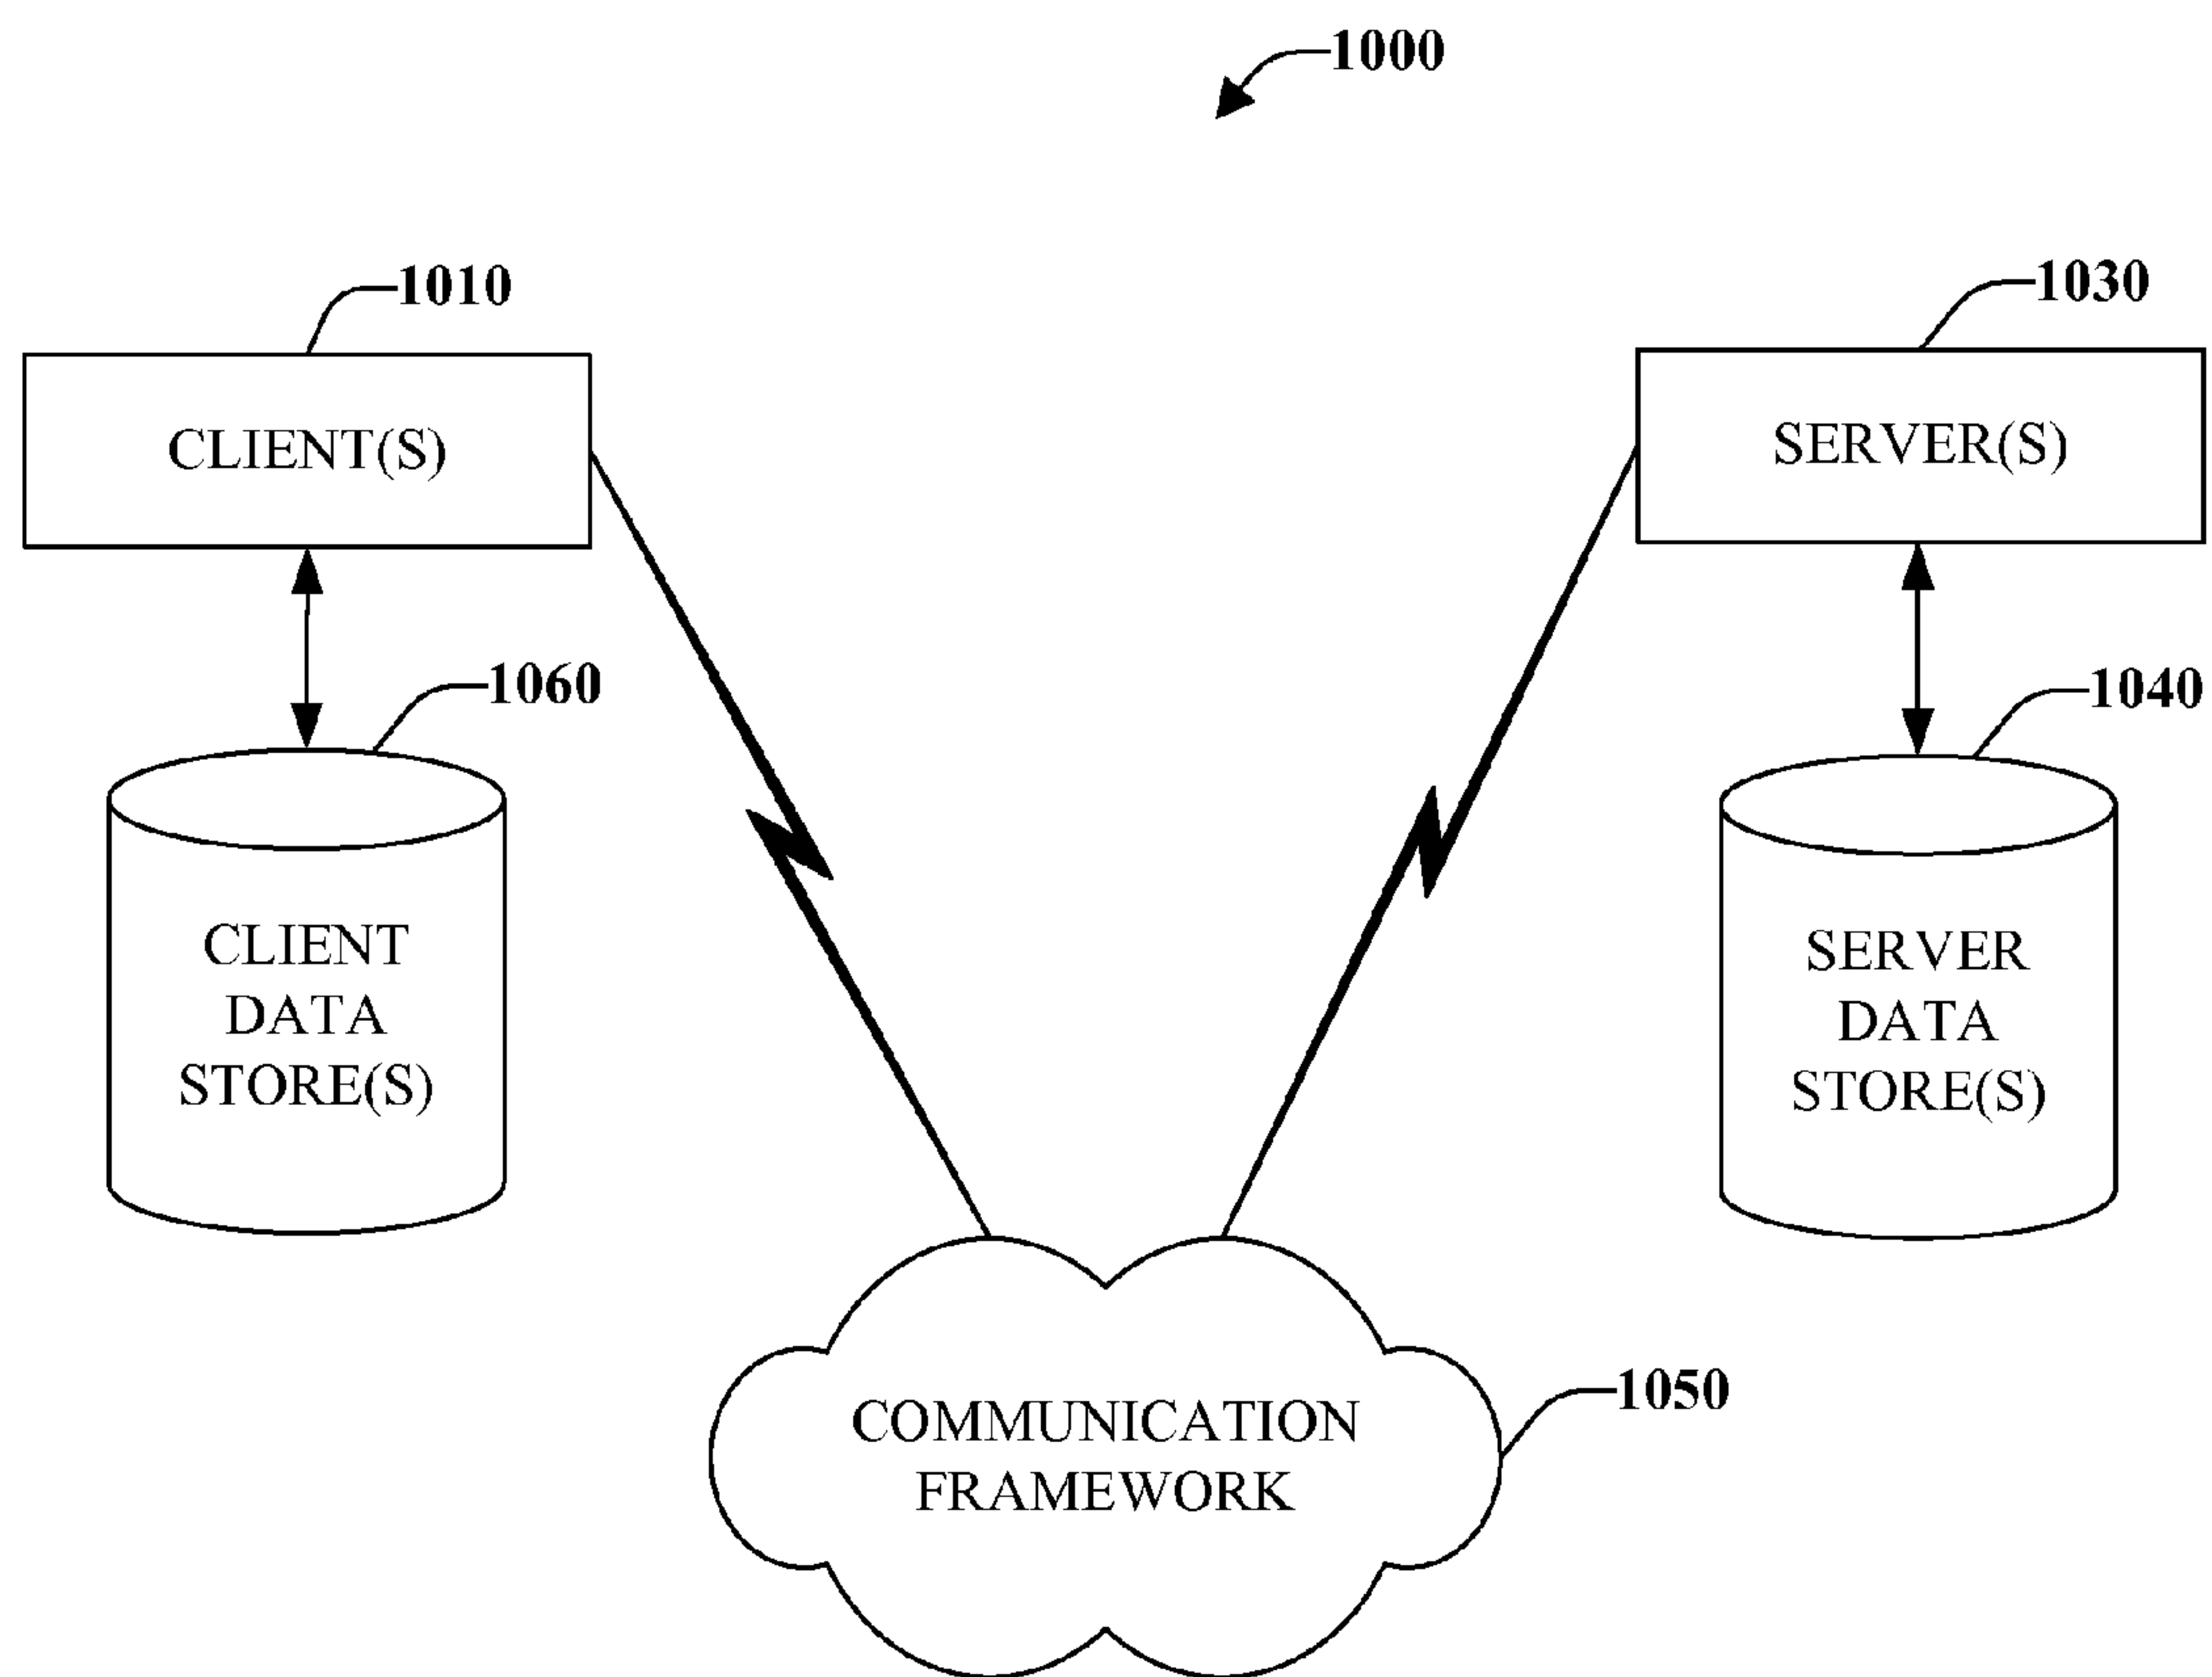 1000
1010
1030
CLIENT(S)
SERVER(S)
1060
1040
CLIENT
DATA
STORE(S)
SERVER
DATA
STORE(S)
1050
COMMUNICATION
FRAMEWORK